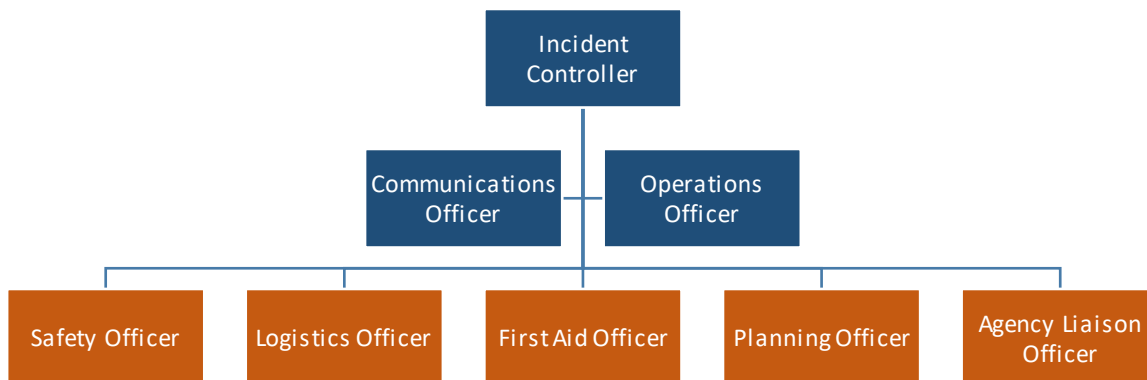 Incident
Controller
Communications
Officer
Operations
Officer
Safety Officer
Logistics Officer
First Aid Officer
Planning Officer
Agency Liaison
Officer